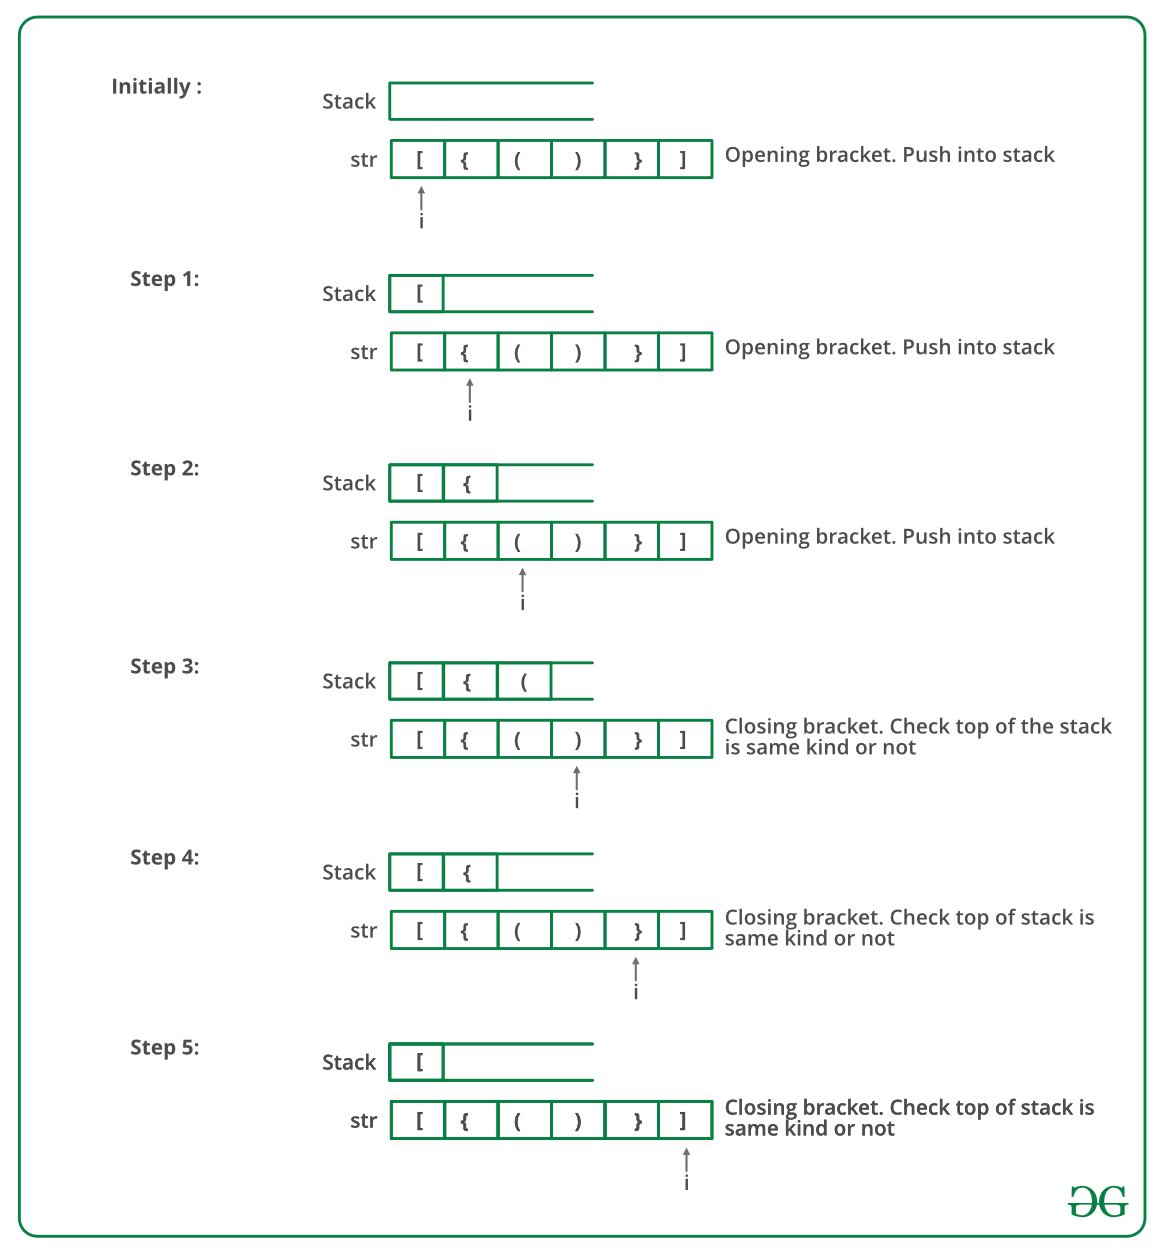 Initially :
Stack
str [ { ( ) } ] Opening bracket. Push into stack
i
Step 1:
Stack [
str [ { ( ) } ] Opening bracket. Push into stack
i
Step 2:
Stack [ {
str [ { ( ) } ] Opening bracket. Push into stack
i
Step 3:
Stack [ { (
str [ { ( ) } ] Closing bracket. Check top of the stack
is same kind or not
i
Step 4:
Stack [ {
str [ { ( ) } ] Closing bracket. Check top of stack is
same kind or not
i
Step 5:
Stack [
str [ { ( ) } ] Closing bracket. Check top of stack is
same kind or not
i